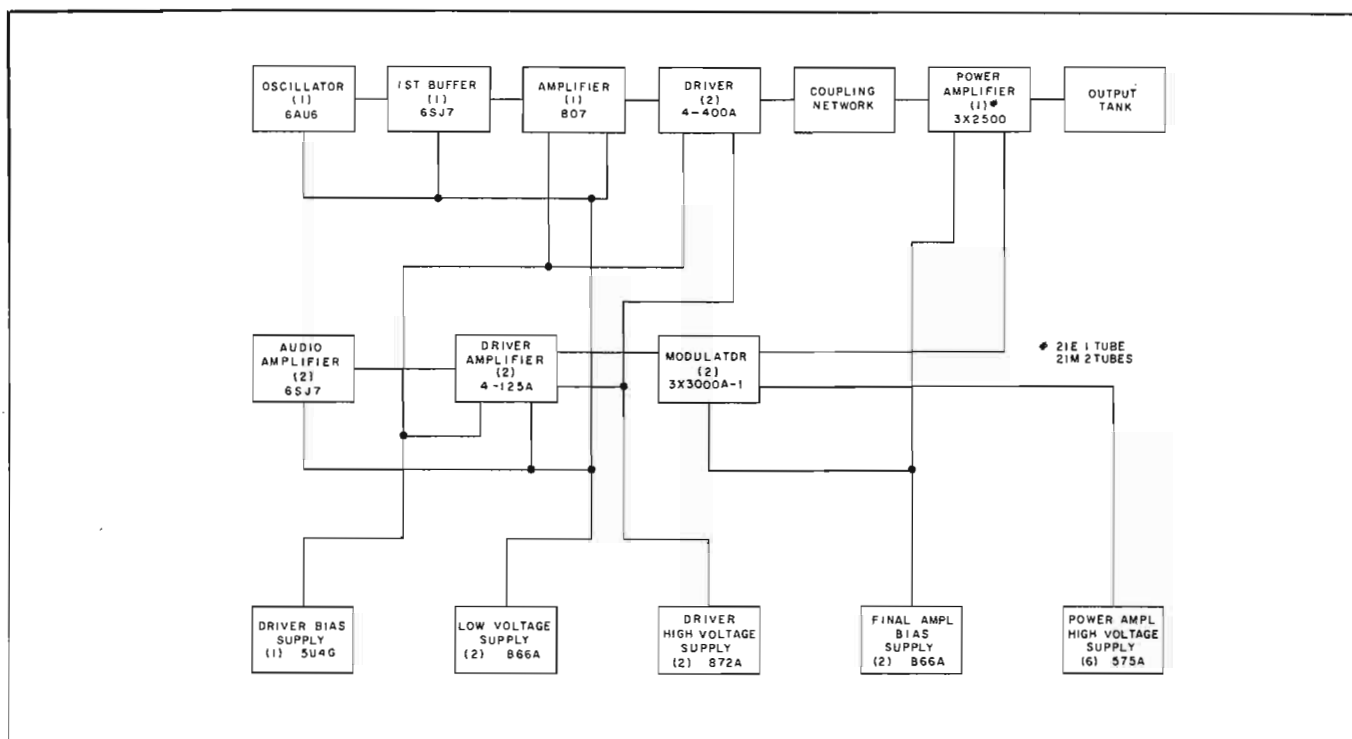 OSCILLATOR
(1)
6AU6
1ST BUFFER
(1)
6SJ7
AMPLIFIER
(1)
807
DRIVER
(2)
4-400A
COUPLING
NETWORK
POWER
AMPLIFIER
(1)*
3X2500
OUTPUT
TANK
AUDIO
AMPLIFIER
(2)
6SJ7
DRIVER
AMPLIFIER
(2)
4-125A
MODULATOR
(2)
3X3000A-1
* 21E 1 TUBE
21M 2 TUBES
DRIVER BIAS
SUPPLY
(1) 5U4G
LOW VOLTAGE
SUPPLY
(2) 866A
DRIVER
HIGH VOLTAGE
SUPPLY
(2) 872A
FINAL AMPL
BIAS
SUPPLY
(2) 866A
POWER AMPL
HIGH VOLTAGE
SUPPLY
(6) 575A